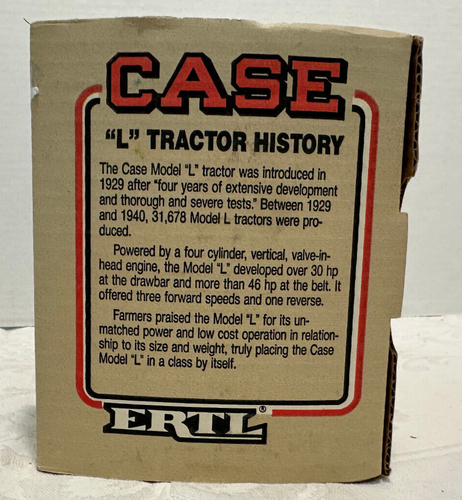 CASE
"L" TRACTOR HISTORY
The Case Model "L" tractor was introduced in
1929 after "four years of extensive development
and thorough and severe tests." Between 1929
and 1940, 31,678 Model L tractors were pro-
duced.
Powered by a four cylinder, vertical, valve-in-
head engine, the Model "L" developed over 30 hp
at the drawbar and more than 46 hp at the belt. It
offered three forward speeds and one reverse.
Farmers praised the Model "L" for its un-
matched power and low cost operation in relation-
ship to its size and weight, truly placing the Case
Model "L" in a class by itself.
ERTL®